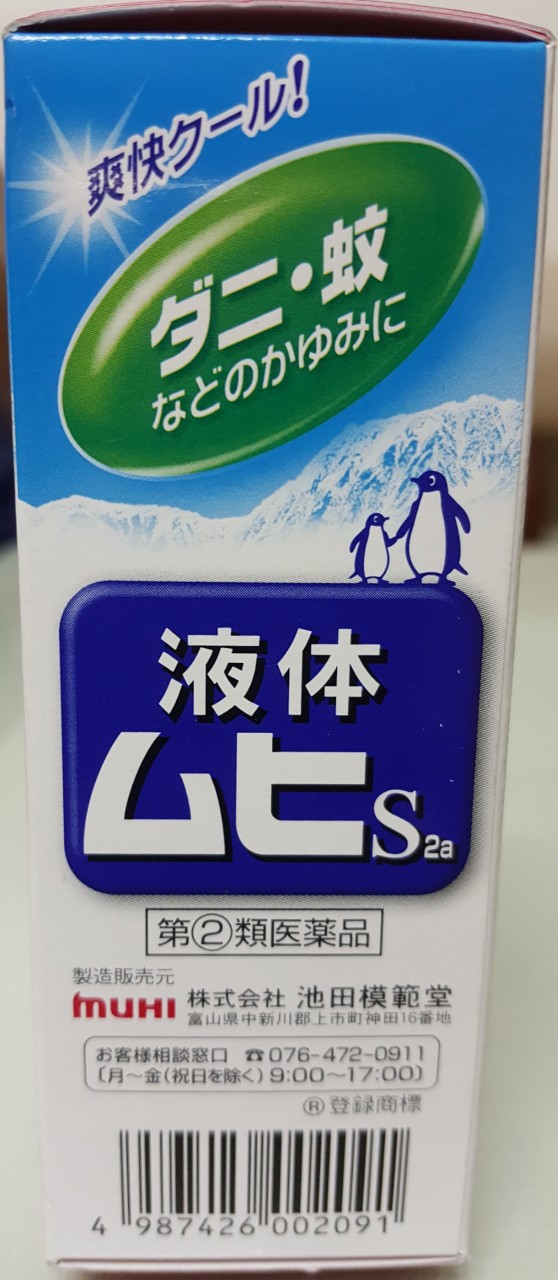 爽快クール!
ダニ・蚊
などのかゆみに
液体
ムヒS2a
第②類医薬品
製造販売元
MUHI 株式会社 池田模範堂
富山県中新川郡上市町神田16番地
お客様相談窓口 ☎076-472-0911
〔月〜金(祝日を除く) 9:00〜17:00〕
® 登録商標
4 987426 002091